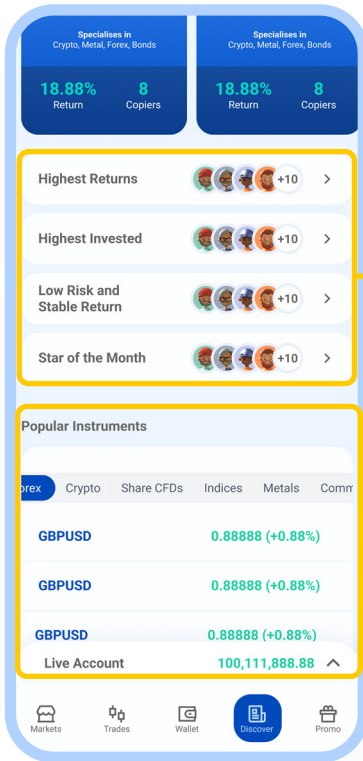 Specialises in
Crypto, Metal, Forex, Bonds
18.88%
Return
8
Copiers
Specialises in
Crypto, Metal, Forex, Bonds
18.88%
Return
8
Copiers
Highest Returns +10
Highest Invested +10
Low Risk and
Stable Return
+10
Star of the Month +10
Popular Instruments
orex Crypto Share CFDs Indices Metals Comm
GBPUSD 0.88888 (+0.88%)
GBPUSD 0.88888 (+0.88%)
GBPUSD 0.88888 (+0.88%)
Live Account 100,111,888.88
Markets Trades Wallet Discover Promo